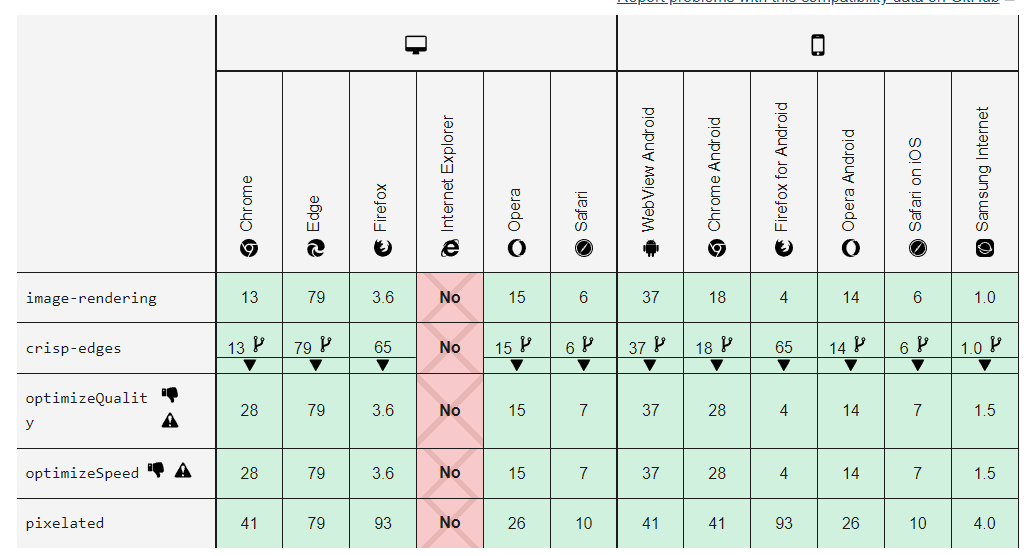 Report problems with this compatibility data on GitHub
Chrome
Edge
Firefox
Internet Explorer
Opera
Safari
WebView Android
Chrome Android
Firefox for Android
Opera Android
Safari on iOS
Samsung Internet
image-rendering 13 79 3.6 No 15 6 37 18 4 14 6 1.0
crisp-edges 13 79 65 No 15 6 37 18 65 14 6 1.0
optimizeQualit
y 28 79 3.6 No 15 7 37 28 4 14 7 1.5
optimizeSpeed 28 79 3.6 No 15 7 37 28 4 14 7 1.5
pixelated 41 79 93 No 26 10 41 41 93 26 10 4.0